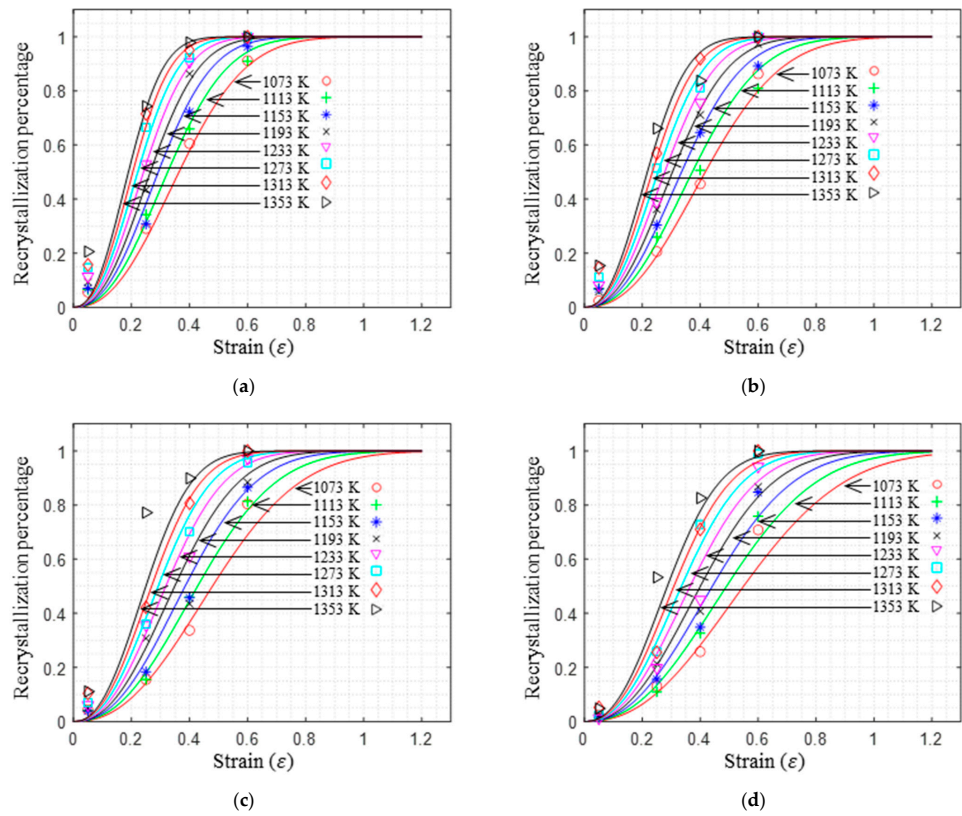 1
0.8
0.6
0.4
0.2
0
Recrystallization percentage
1073 K
1113 K
1153 K
1193 K
1233 K
1273 K
1313 K
1353 K
0 0.2 0.4 0.6 0.8 1 1.2
Strain (ε)
(a)
1
0.8
0.6
0.4
0.2
0
Recrystallization percentage
1073 K
1113 K
1153 K
1193 K
1233 K
1273 K
1313 K
1353 K
0 0.2 0.4 0.6 0.8 1 1.2
Strain (ε)
(b)
1
0.8
0.6
0.4
0.2
0
Recrystallization percentage
1073 K
1113 K
1153 K
1193 K
1233 K
1273 K
1313 K
1353 K
0 0.2 0.4 0.6 0.8 1 1.2
Strain (ε)
(c)
1
0.8
0.6
0.4
0.2
0
Recrystallization percentage
1073 K
1113 K
1153 K
1193 K
1233 K
1273 K
1313 K
1353 K
0 0.2 0.4 0.6 0.8 1 1.2
Strain (ε)
(d)